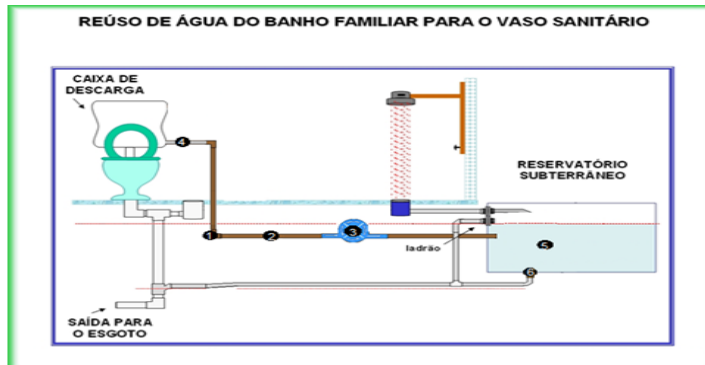 REÚSO DE ÁGUA DO BANHO FAMILIAR PARA O VASO SANITÁRIO
CAIXA DE
DESCARGA
4
RESERVATÓRIO
SUBTERRÂNEO
1
2
3
ladrão
5
6
SAÍDA PARA
O ESGOTO